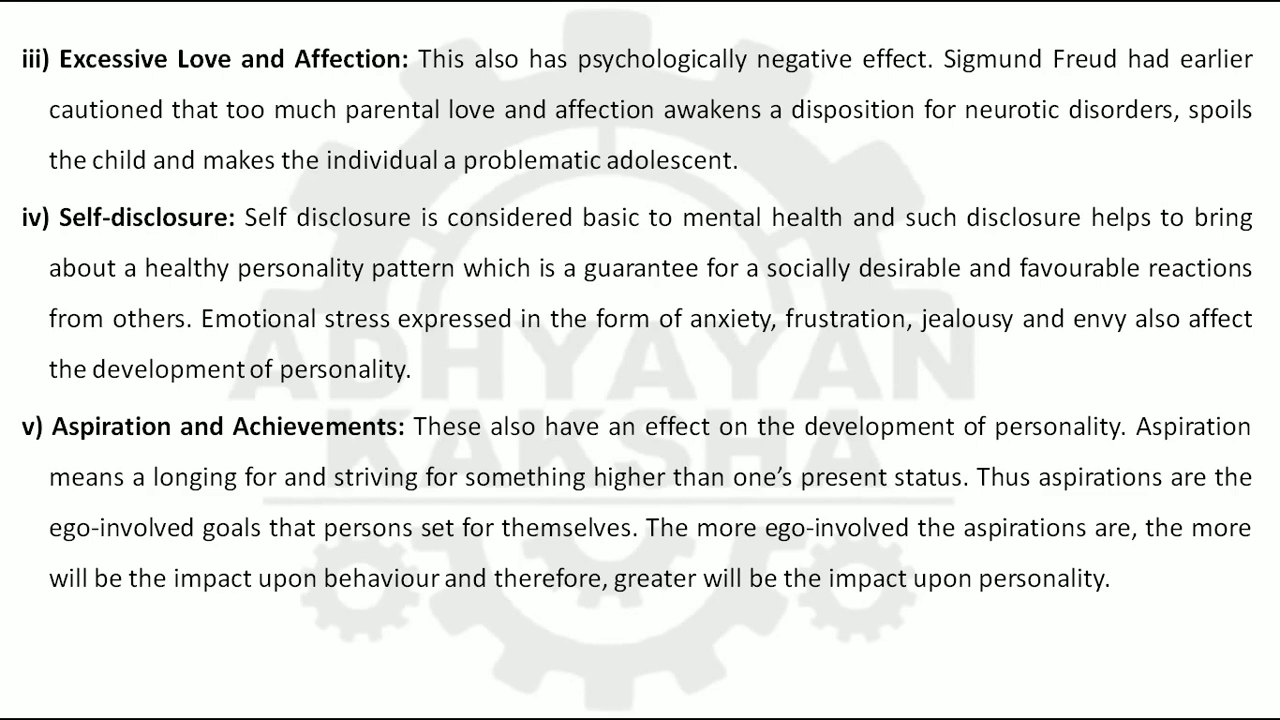 iii) Excessive Love and Affection: This also has psychologically negative effect. Sigmund Freud had earlier
cautioned that too much parental love and affection awakens a disposition for neurotic disorders, spoils
the child and makes the individual a problematic adolescent.
iv) Self-disclosure: Self disclosure is considered basic to mental health and such disclosure helps to bring
about a healthy personality pattern which is a guarantee for a socially desirable and favourable reactions
from others. Emotional stress expressed in the form of anxiety, frustration, jealousy and envy also affect
the development of personality.
v) Aspiration and Achievements: These also have an effect on the development of personality. Aspiration
means a longing for and striving for something higher than one's present status. Thus aspirations are the
ego-involved goals that persons set for themselves. The more ego-involved the aspirations are, the more
will be the impact upon behaviour and therefore, greater will be the impact upon personality.
ADHYAYAN
KAKSHA